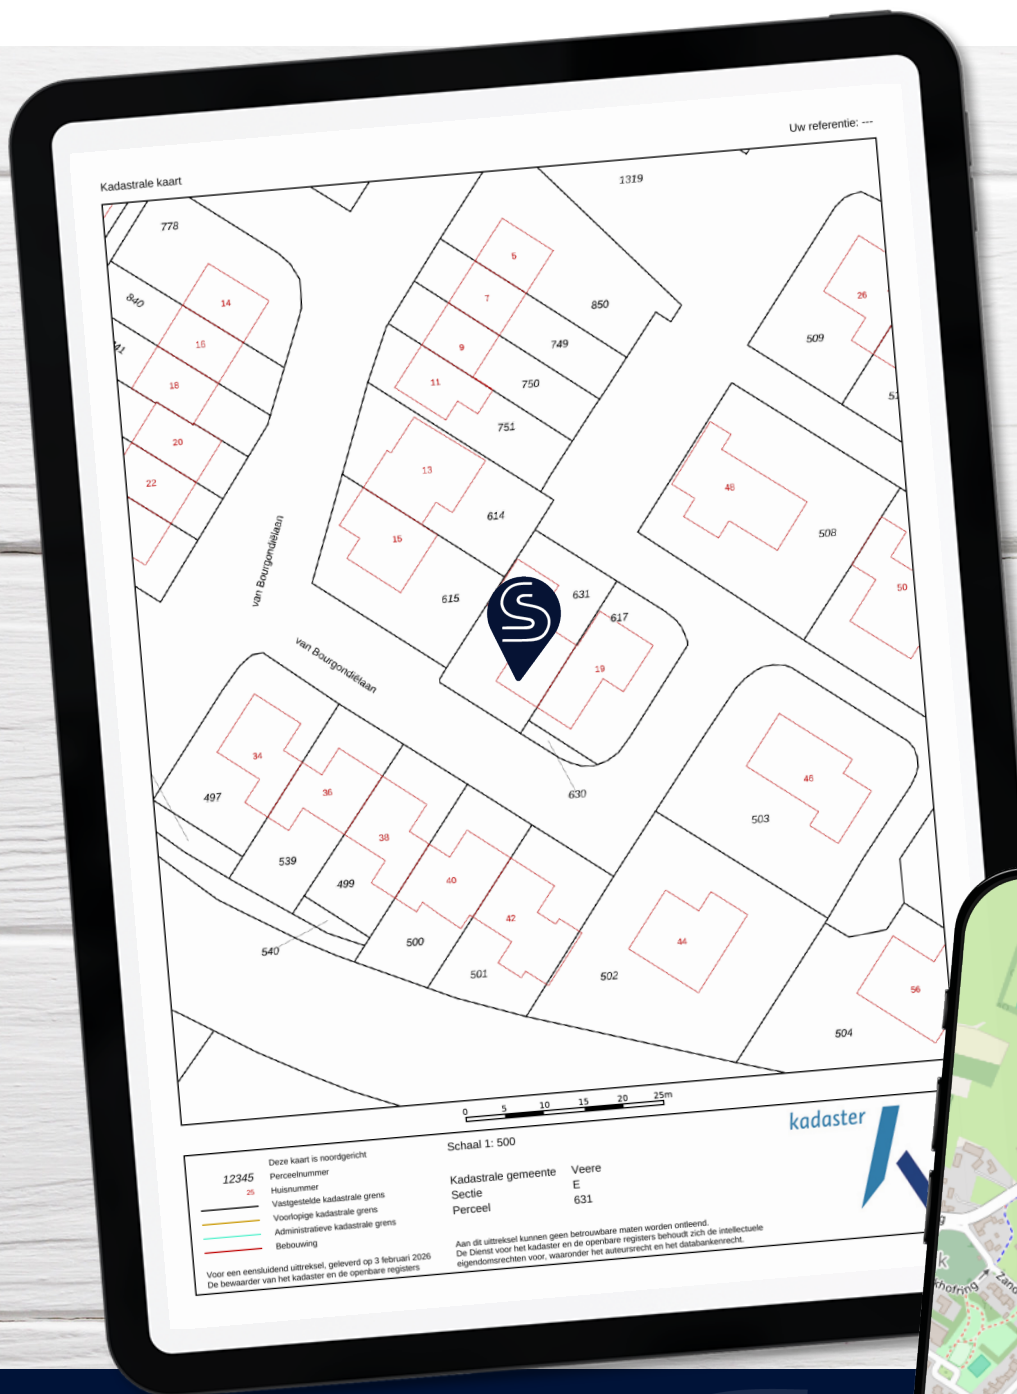 Uw referentie: ---
Kadastrale kaart
1319
778
5
14
840
7
850
26
16
9
749
509
41
18
11
750
20
751
13
48
22
614
508
15
van Bourgondiëlaan
50
631
615
617
van Bourgondiëlaan
19
34
46
36
630
497
503
38
539
40
499
42
44
500
540
501
502
56
504
0 5 10 15 20 25m
Schaal 1: 500
kadaster
Deze kaart is noordgericht
12345 Perceelnummer
25 Huisnummer
Vastgestelde kadastrale grens
Voorlopige kadastrale grens
Administratieve kadastrale grens
Bebouwing
Kadastrale gemeente Veere
Sectie E
Perceel 631
Voor een eensluidend uittreksel, geleverd op 3 februari 2026
De bewaarder van het kadaster en de openbare registers
Aan dit uittreksel kunnen geen betrouwbare maten worden ontleend.
De Dienst voor het kadaster en de openbare registers behoudt zich de intellectuele
eigendomsrechten voor, waaronder het auteursrecht en het databankenrecht.